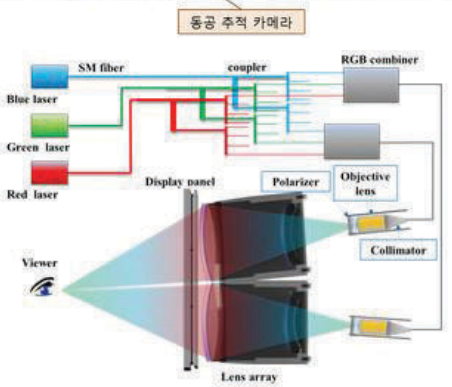 동공 추적 카메라
SM fiber
coupler
RGB combiner
Blue laser
Green laser
Red laser
Display panel
Polarizer
Objective
lens
Collimator
Viewer
Lens array